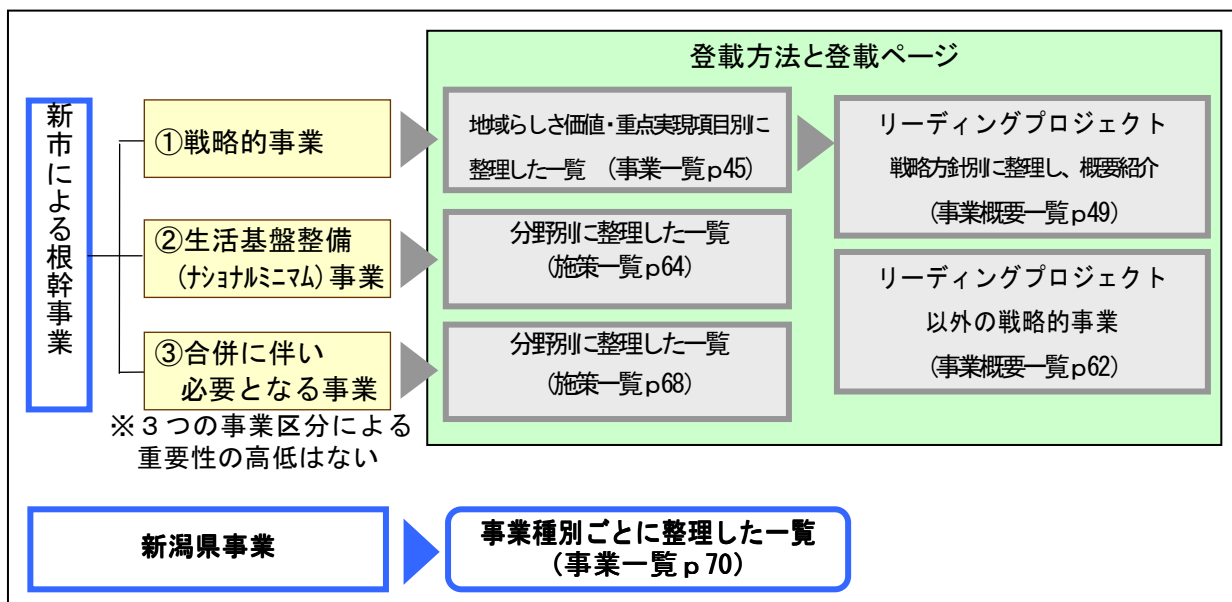 登載方法と登載ページ
新市による根幹事業
①戦略的事業
地域らしさ価値・重点実現項目別に
整理した一覧　（事業一覧p45）
リーディングプロジェクト
戦略方針別に整理し、概要紹介
（事業概要一覧p49）
②生活基盤整備
（ﾅｼｮﾅﾙﾐﾆﾏﾑ）事業
分野別に整理した一覧
（施策一覧p64）
リーディングプロジェクト
以外の戦略的事業
（事業概要一覧p62）
③合併に伴い
必要となる事業
分野別に整理した一覧
（施策一覧p68）
※３つの事業区分による
重要性の高低はない
新潟県事業
事業種別ごとに整理した一覧
（事業一覧ｐ70）